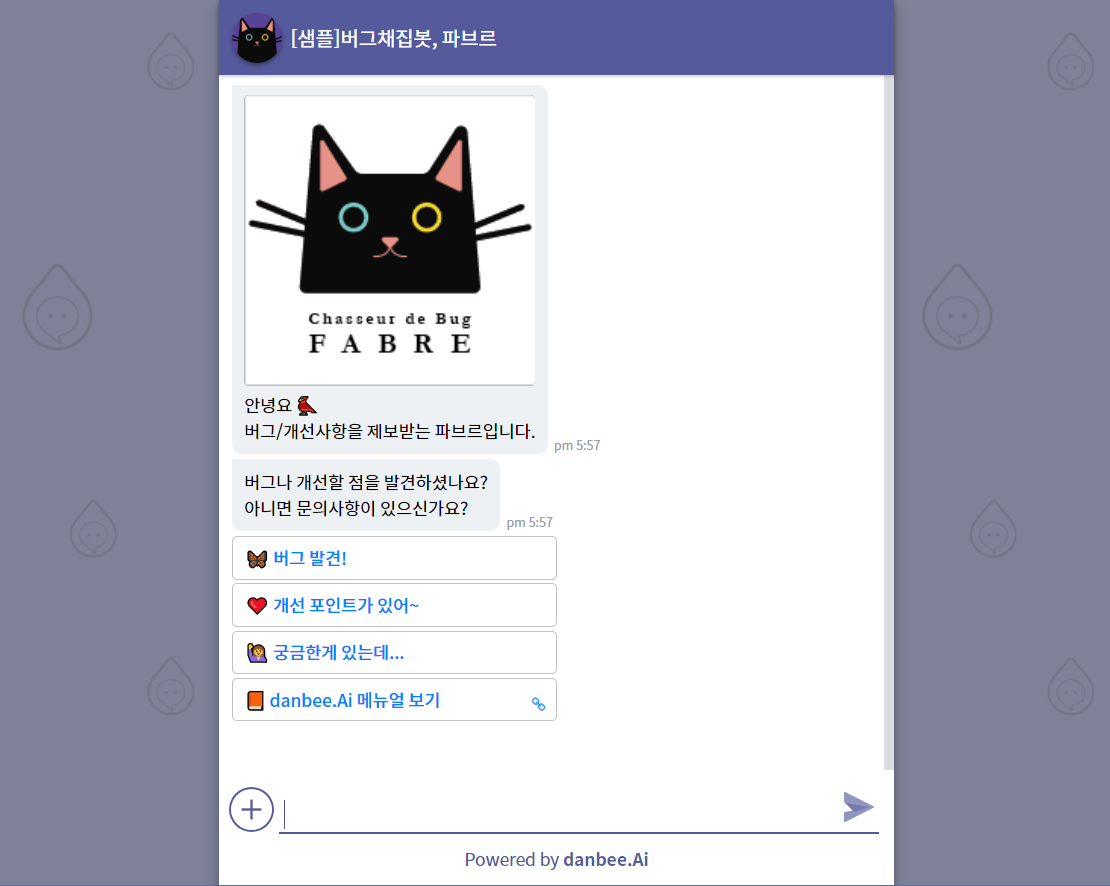 [샘플]버그채집봇, 파브르
Chasseur de Bug
FABRE
안녕요
버그/개선사항을 제보받는 파브르입니다.
pm 5:57
버그나 개선할 점을 발견하셨나요?
아니면 문의사항이 있으신가요?
pm 5:57
버그 발견!
개선 포인트가 있어~
궁금한게 있는데...
danbee.Ai 메뉴얼 보기
Powered by danbee.Ai